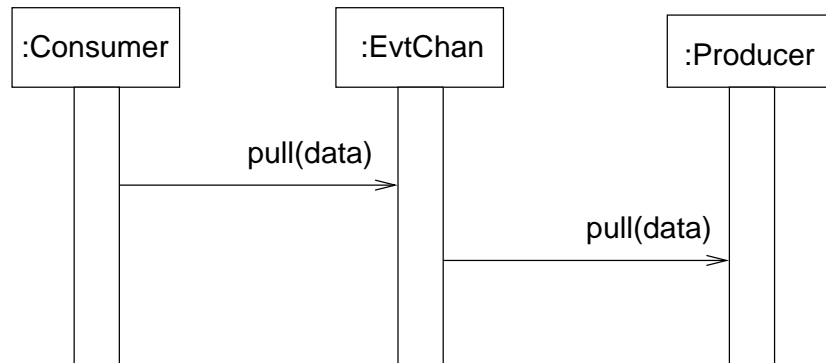 :Consumer
:EvtChan
:Producer
pull(data)
pull(data)